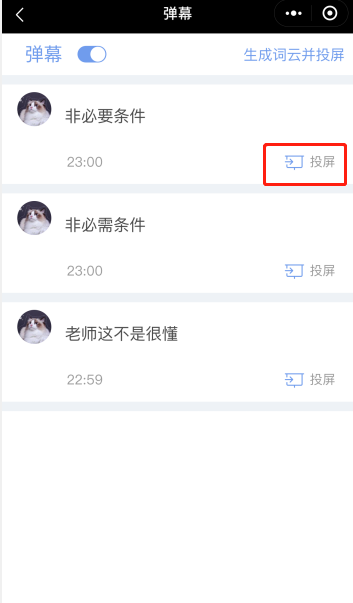 弹幕
弹幕 生成词云并投屏
非必要条件
23:00 投屏
非必需条件
23:00 投屏
老师这不是很懂
22:59 投屏